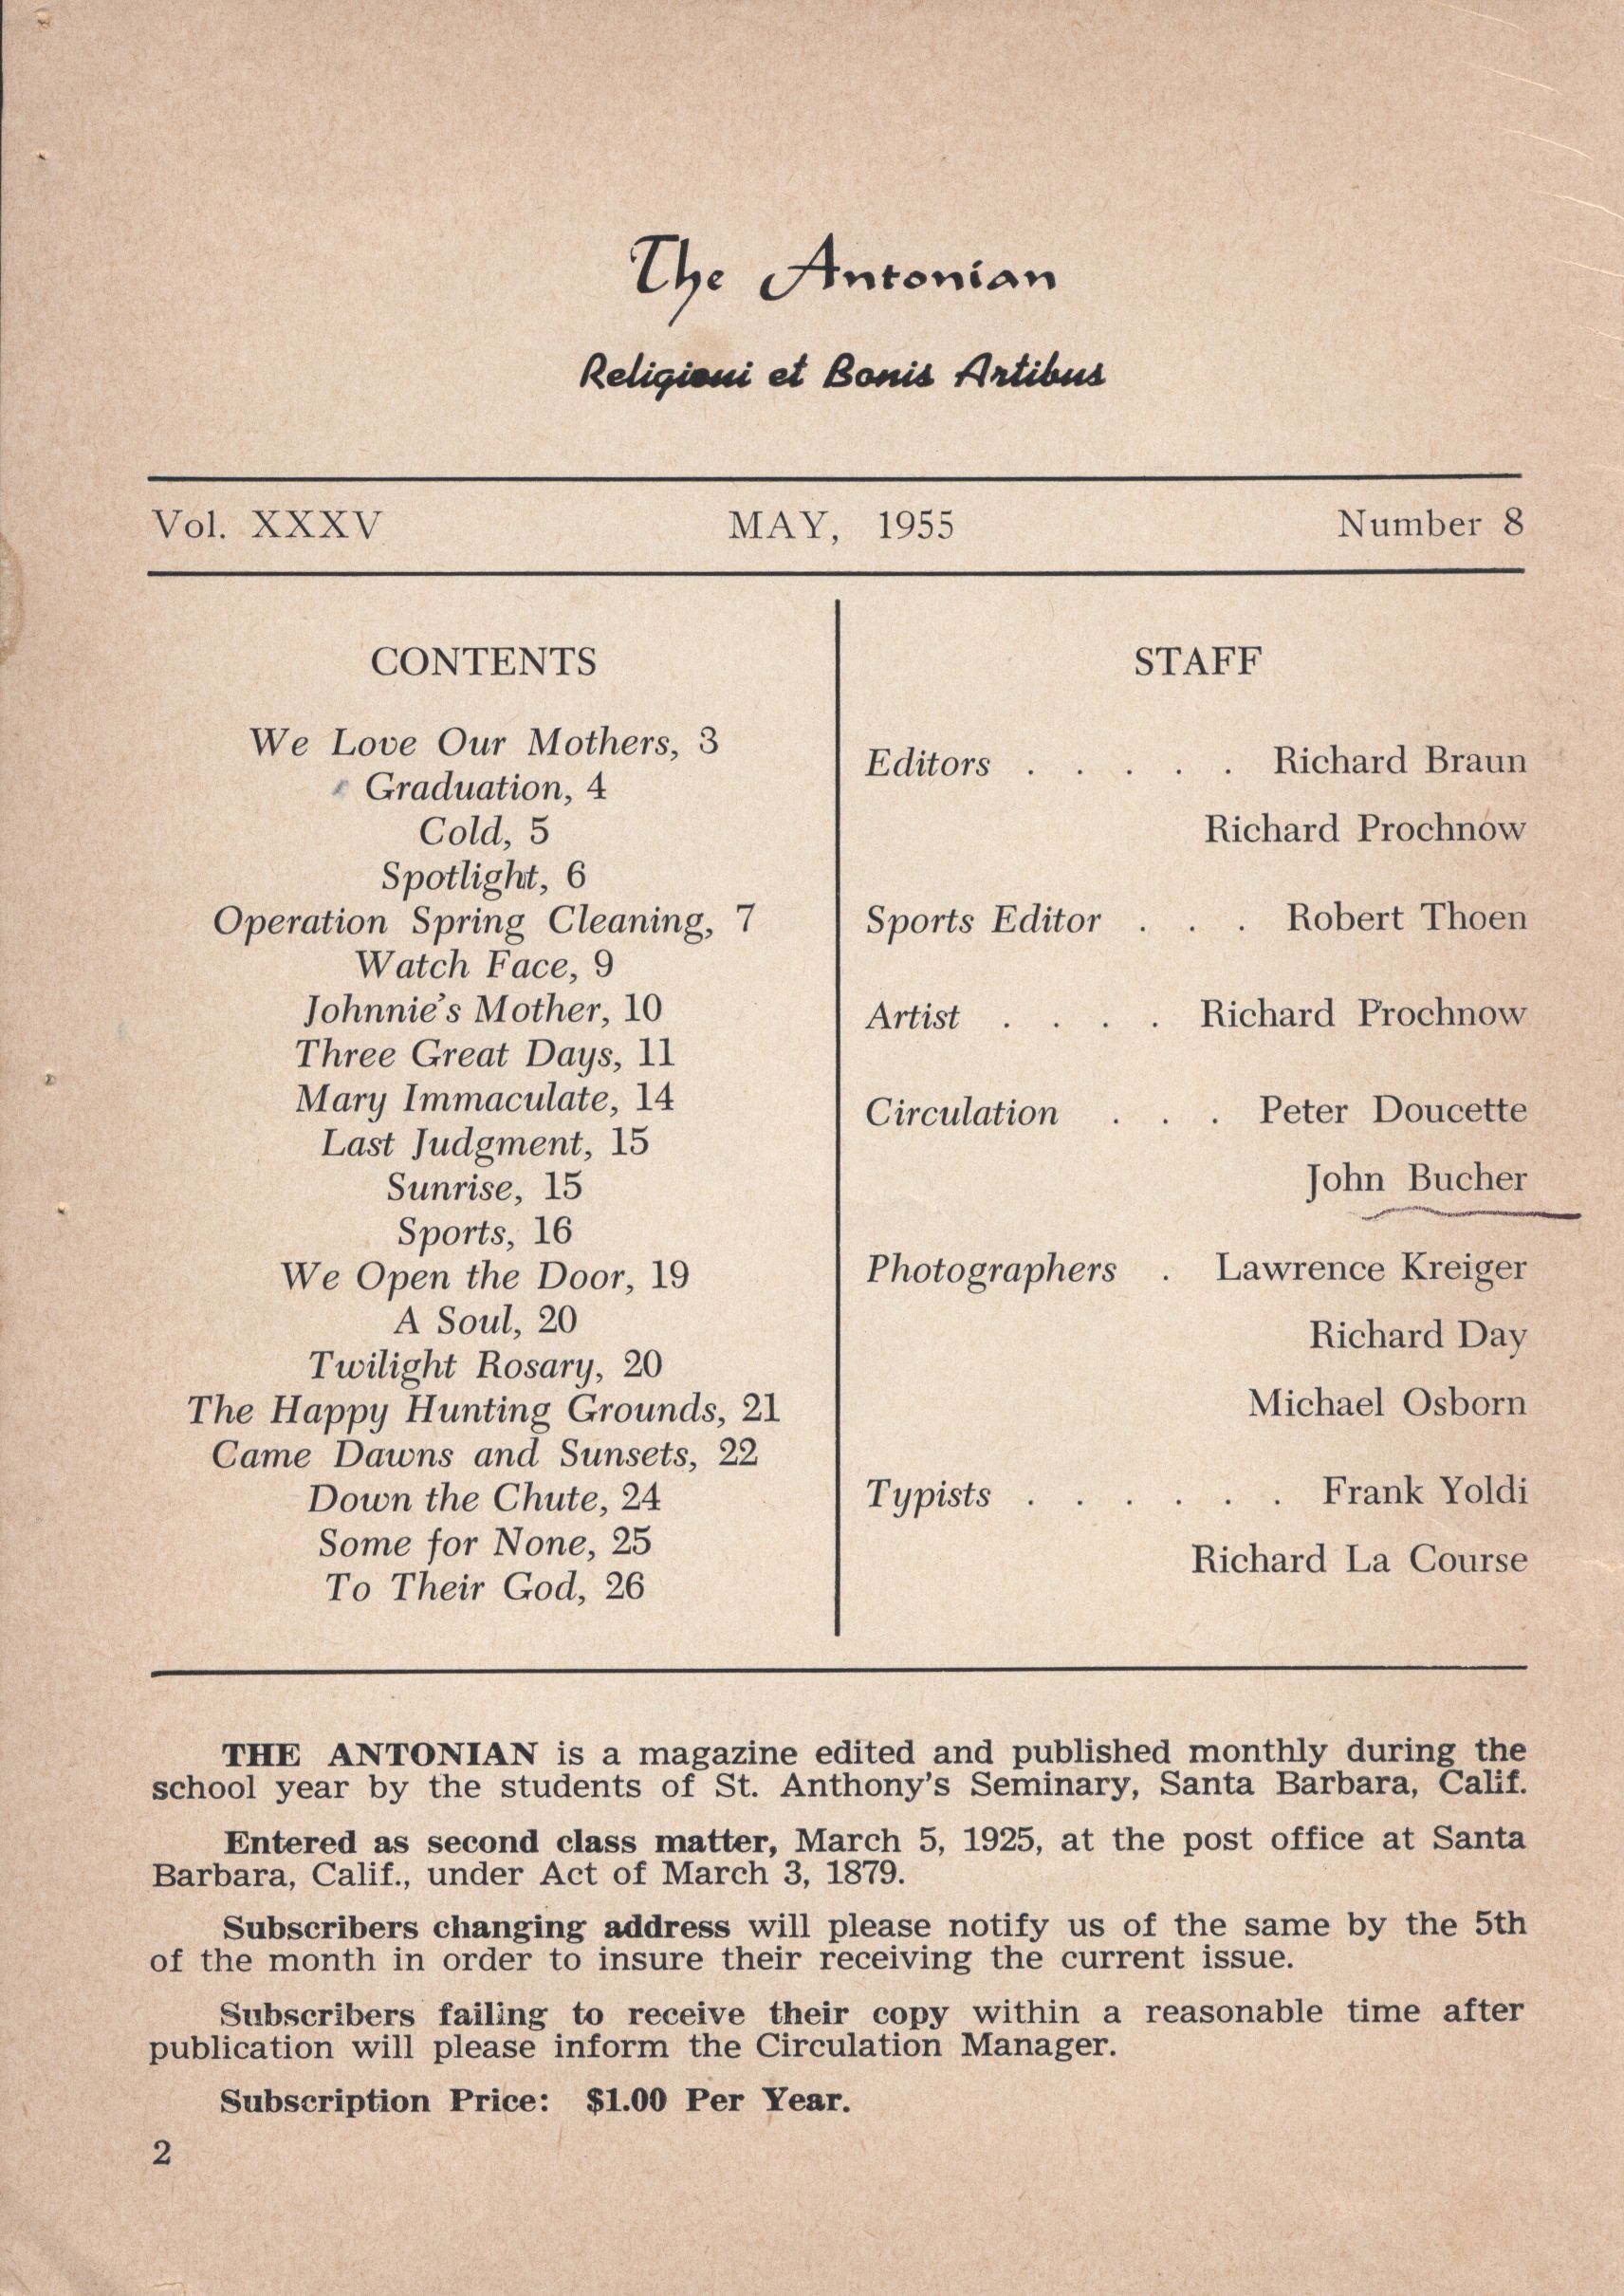 The Antonian
Religioni et Bonis Artibus
Vol. XXXV MAY, 1955 Number 8
CONTENTS
We Love Our Mothers, 3
Graduation, 4
Cold, 5
Spotlight, 6
Operation Spring Cleaning, 7
Watch Face, 9
Johnnie's Mother, 10
Three Great Days, 11
Mary Immaculate, 14
Last Judgment, 15
Sunrise, 15
Sports, 16
We Open the Door, 19
A Soul, 20
Twilight Rosary, 20
The Happy Hunting Grounds, 21
Came Dawns and Sunsets, 22
Down the Chute, 24
Some for None, 25
To Their God, 26
STAFF
Editors . . . . . Richard Braun
Richard Prochnow
Sports Editor . . . Robert Thoen
Artist . . . . Richard Prochnow
Circulation . . . Peter Doucette
John Bucher
Photographers . Lawrence Kreiger
Richard Day
Michael Osborn
Typists . . . . . . Frank Yoldi
Richard La Course
THE ANTONIAN is a magazine edited and published monthly during the
school year by the students of St. Anthony's Seminary, Santa Barbara, Calif.
Entered as second class matter, March 5, 1925, at the post office at Santa
Barbara, Calif., under Act of March 3, 1879.
Subscribers changing address will please notify us of the same by the 5th
of the month in order to insure their receiving the current issue.
Subscribers failing to receive their copy within a reasonable time after
publication will please inform the Circulation Manager.
Subscription Price: $1.00 Per Year.
2